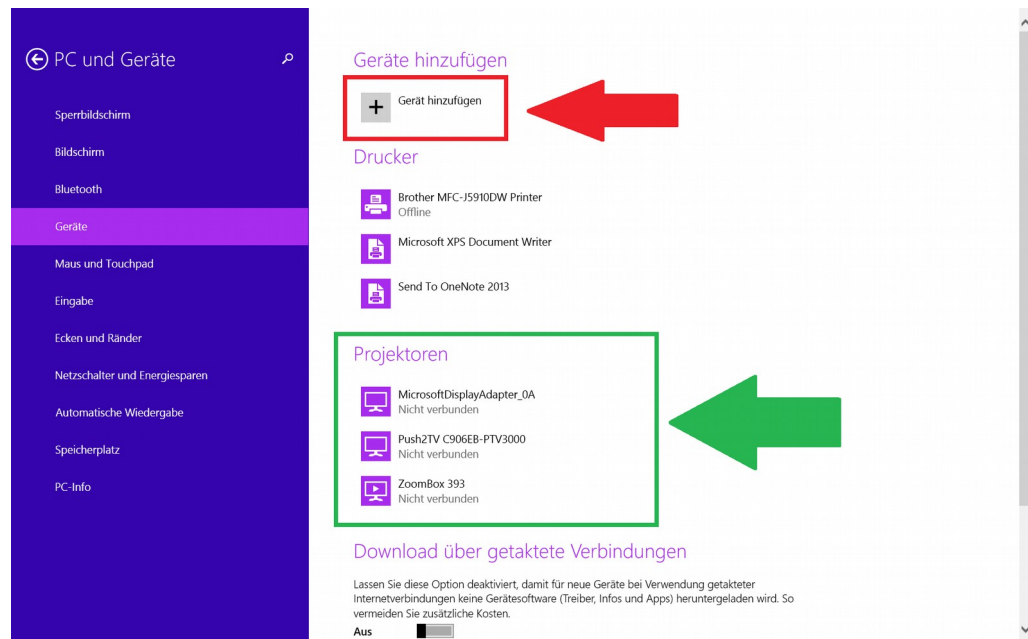 PC und Geräte
Sperrbildschirm
Bildschirm
Bluetooth
Geräte
Maus und Touchpad
Eingabe
Ecken und Ränder
Netzschalter und Energiesparen
Automatische Wiedergabe
Speicherplatz
PC-Info
Geräte hinzufügen
Gerät hinzufügen
Drucker
Brother MFC-J5910DW Printer
Offline
Microsoft XPS Document Writer
Send To OneNote 2013
Projektoren
MicrosoftDisplayAdapter_0A
Nicht verbunden
Push2TV C906EB-PTV3000
Nicht verbunden
ZoomBox 393
Nicht verbunden
Download über getaktete Verbindungen
Lassen Sie diese Option deaktiviert, damit für neue Geräte bei Verwendung getakteter
Internetverbindungen keine Gerätesoftware (Treiber, Infos und Apps) heruntergeladen wird. So
vermeiden Sie zusätzliche Kosten.
Aus